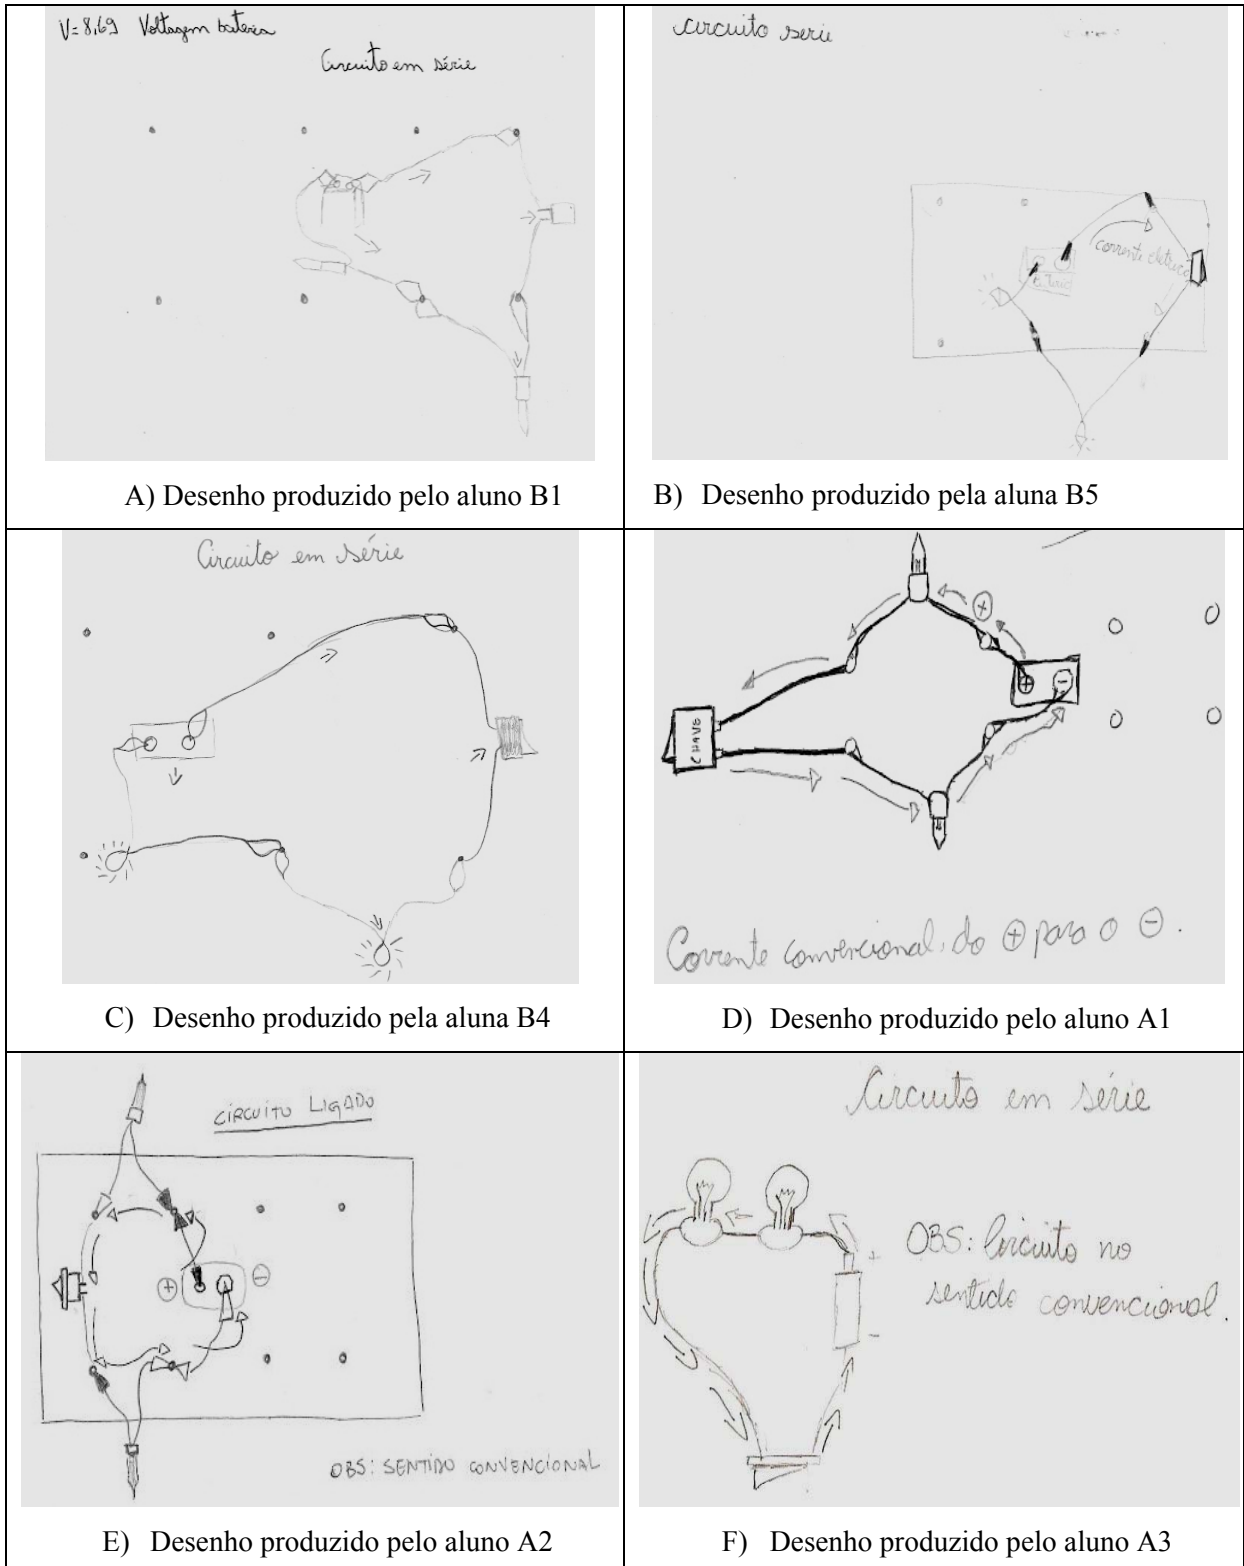 V= 8,69 Voltagem bateria
Circuito em série
A) Desenho produzido pelo aluno B1
circuito serie
corrente eletrica
bateria
B) Desenho produzido pela aluna B5
Circuito em série
C) Desenho produzido pela aluna B4
+
+
-
CHAVE
Corrente convencional, do + para o -.
D) Desenho produzido pelo aluno A1
CIRCUITO LIGADO
+
-
OBS: SENTIDO CONVENCIONAL
E) Desenho produzido pelo aluno A2
Circuito em série
+
-
OBS: Circuito no
sentido convencional.
F) Desenho produzido pelo aluno A3